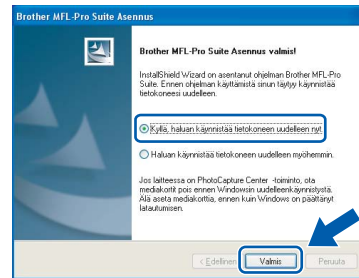 Brother MFL-Pro Suite Asennus
Brother MFL-Pro Suite Asennus valmis!
InstallShield Wizard on asentanut ohjelman Brother MFL-Pro
Suite. Ennen ohjelman käyttämistä sinun täytyy käynnistää
tietokoneesi uudelleen.
Kyllä, haluan käynnistää tietokoneen uudelleen nyt.
Haluan käynnistää tietokoneen uudelleen myöhemmin.
Jos laitteessa on PhotoCapture Center -toiminto, ota
mediakortit pois ennen Windowsin uudelleenkäynnistystä.
Älä aseta mediakorttia, ennen kuin Windows on päättänyt
latautumisen.
< Edellinen Valmis Peruuta